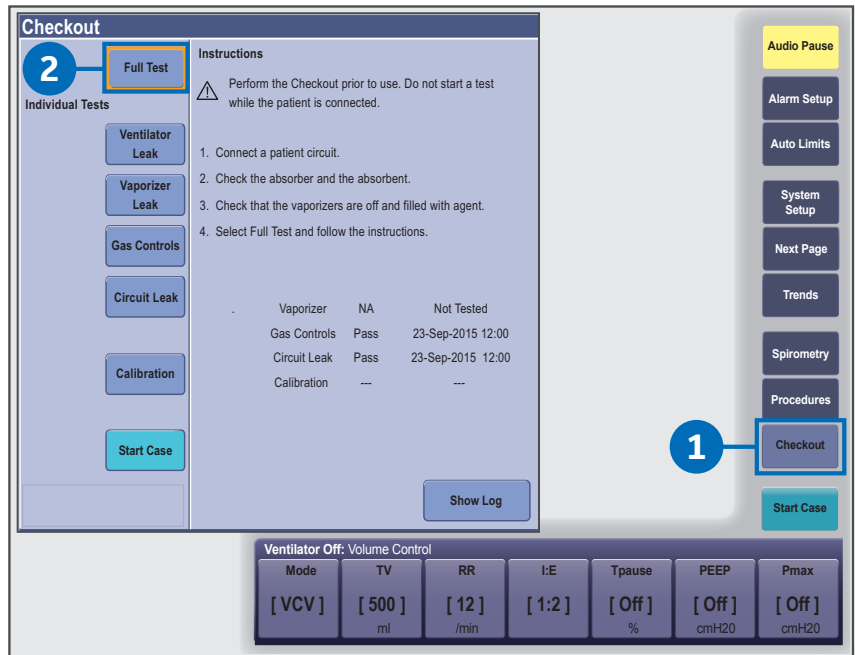 Checkout
2
Full Test
Individual Tests
Ventilator
Leak
Vaporizer
Leak
Gas Controls
Circuit Leak
Calibration
Start Case
Instructions
Perform the Checkout prior to use. Do not start a test
while the patient is connected.
1. Connect a patient circuit.
2. Check the absorber and the absorbent.
3. Check that the vaporizers are off and filled with agent.
4. Select Full Test and follow the instructions.
. Vaporizer NA Not Tested
Gas Controls Pass 23-Sep-2015 12:00
Circuit Leak Pass 23-Sep-2015 12:00
Calibration --- ---
Show Log
Audio Pause
Alarm Setup
Auto Limits
System
Setup
Next Page
Trends
Spirometry
Procedures
1
Checkout
Start Case
Ventilator Off: Volume Control
Mode TV RR I:E Tpause PEEP Pmax
[ VCV ] [ 500 ] [ 12 ] [ 1:2 ] [ Off ] [ Off ] [ Off ]
ml /min % cmH20 cmH20